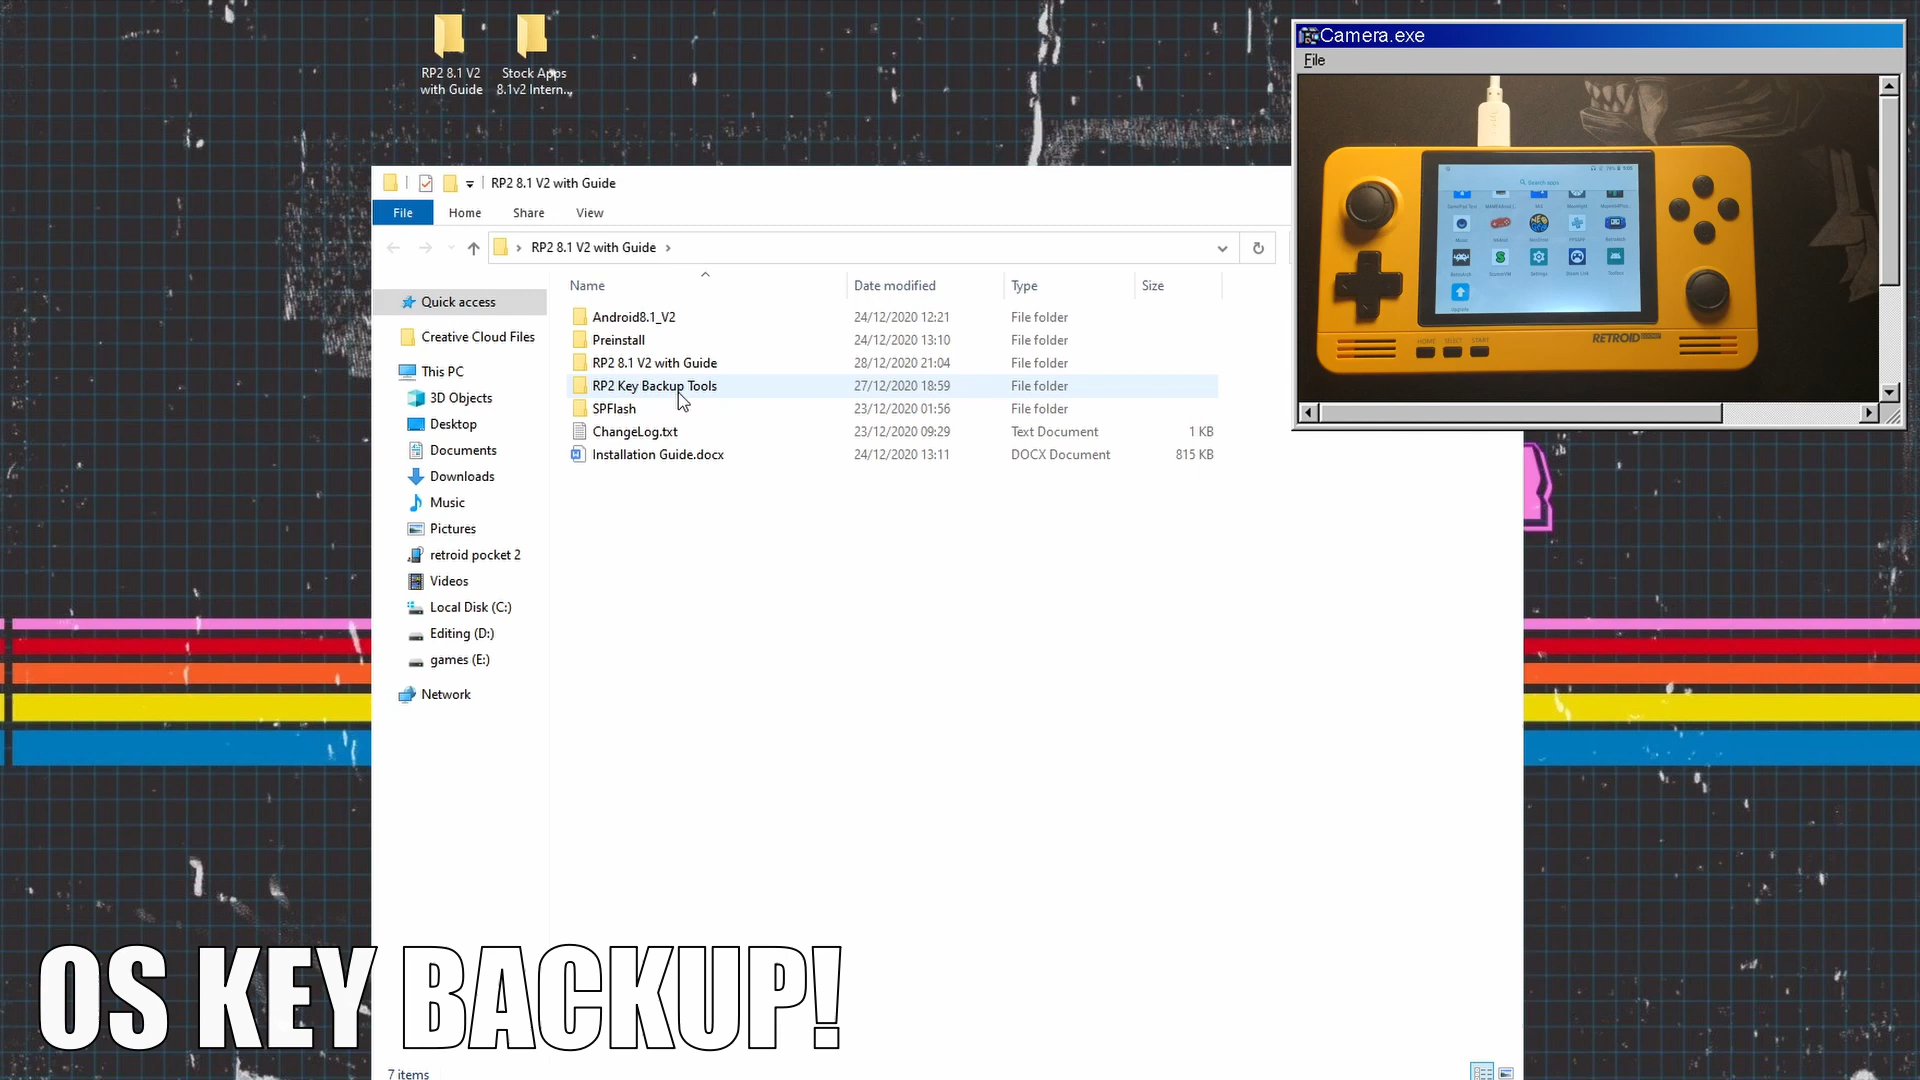 RP2 8.1 V2
with Guide
Stock Apps
8.1v2 Intern...
Camera.exe
File
Search apps
HOME SELECT START
RETROID
RP2 8.1 V2 with Guide
File Home Share View
RP2 8.1 V2 with Guide
Name Date modified Type Size
Quick access
Creative Cloud Files
This PC
3D Objects
Desktop
Documents
Downloads
Music
Pictures
retroid pocket 2
Videos
Local Disk (C:)
Editing (D:)
games (E:)
Network
Android8.1_V2 24/12/2020 12:21 File folder
Preinstall 24/12/2020 13:10 File folder
RP2 8.1 V2 with Guide 28/12/2020 21:04 File folder
RP2 Key Backup Tools 27/12/2020 18:59 File folder
SPFlash 23/12/2020 01:56 File folder
ChangeLog.txt 23/12/2020 09:29 Text Document 1 KB
Installation Guide.docx 24/12/2020 13:11 DOCX Document 815 KB
OS KEY BACKUP!
7 items